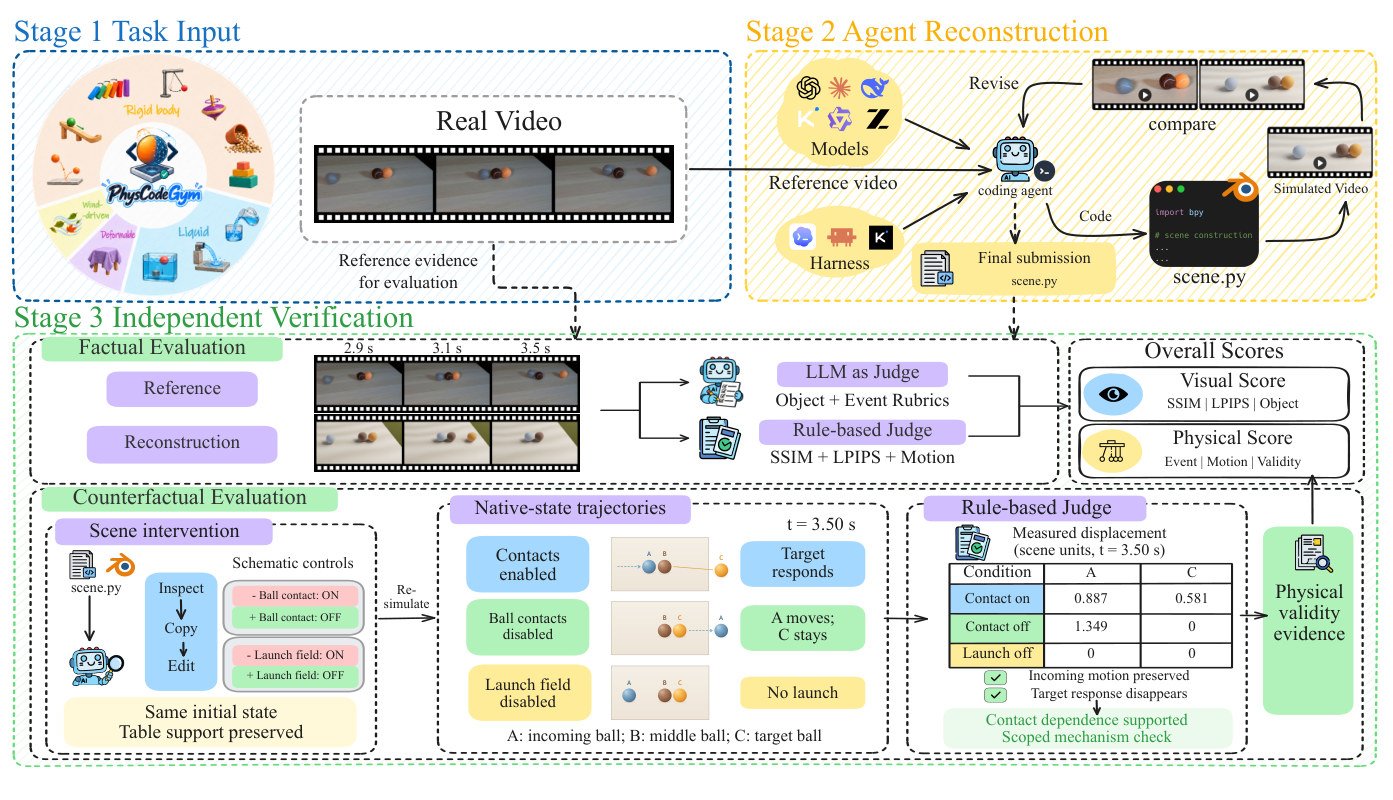 Stage 1 Task Input
Rigid body
PhysCodeGym
Wind-
-driven
Deformable
Liquid
Real Video
Reference evidence
for evaluation
Stage 2 Agent Reconstruction
Models
Reference video
Harness
Revise
compare
AI
coding agent
Code
import bpy
# scene construction
...
...
scene.py
Simulated Video
Final submission
scene.py
Stage 3 Independent Verification
Factual Evaluation
Reference
Reconstruction
2.9 s 3.1 s 3.5 s
LLM as Judge
Object + Event Rubrics
Rule-based Judge
SSIM + LPIPS + Motion
Overall Scores
Visual Score
SSIM | LPIPS | Object
Physical Score
Event | Motion | Validity
Counterfactual Evaluation
Scene intervention
scene.py
Inspect
Copy
Edit
Schematic controls
- Ball contact: ON
+ Ball contact: OFF
- Launch field: ON
+ Launch field: OFF
Same initial state
Table support preserved
Re-
simulate
Native-state trajectories
t = 3.50 s
Contacts
enabled
A B C
Target
responds
Ball contacts
disabled
B C A
A moves;
C stays
Launch field
disabled
A B C
No launch
A: incoming ball; B: middle ball; C: target ball
Rule-based Judge
Measured displacement
(scene units, t = 3.50 s)
Condition A C
Contact on 0.887 0.581
Contact off 1.349 0
Launch off 0 0
Incoming motion preserved
Target response disappears
Contact dependence supported
Scoped mechanism check
Physical
validity
evidence